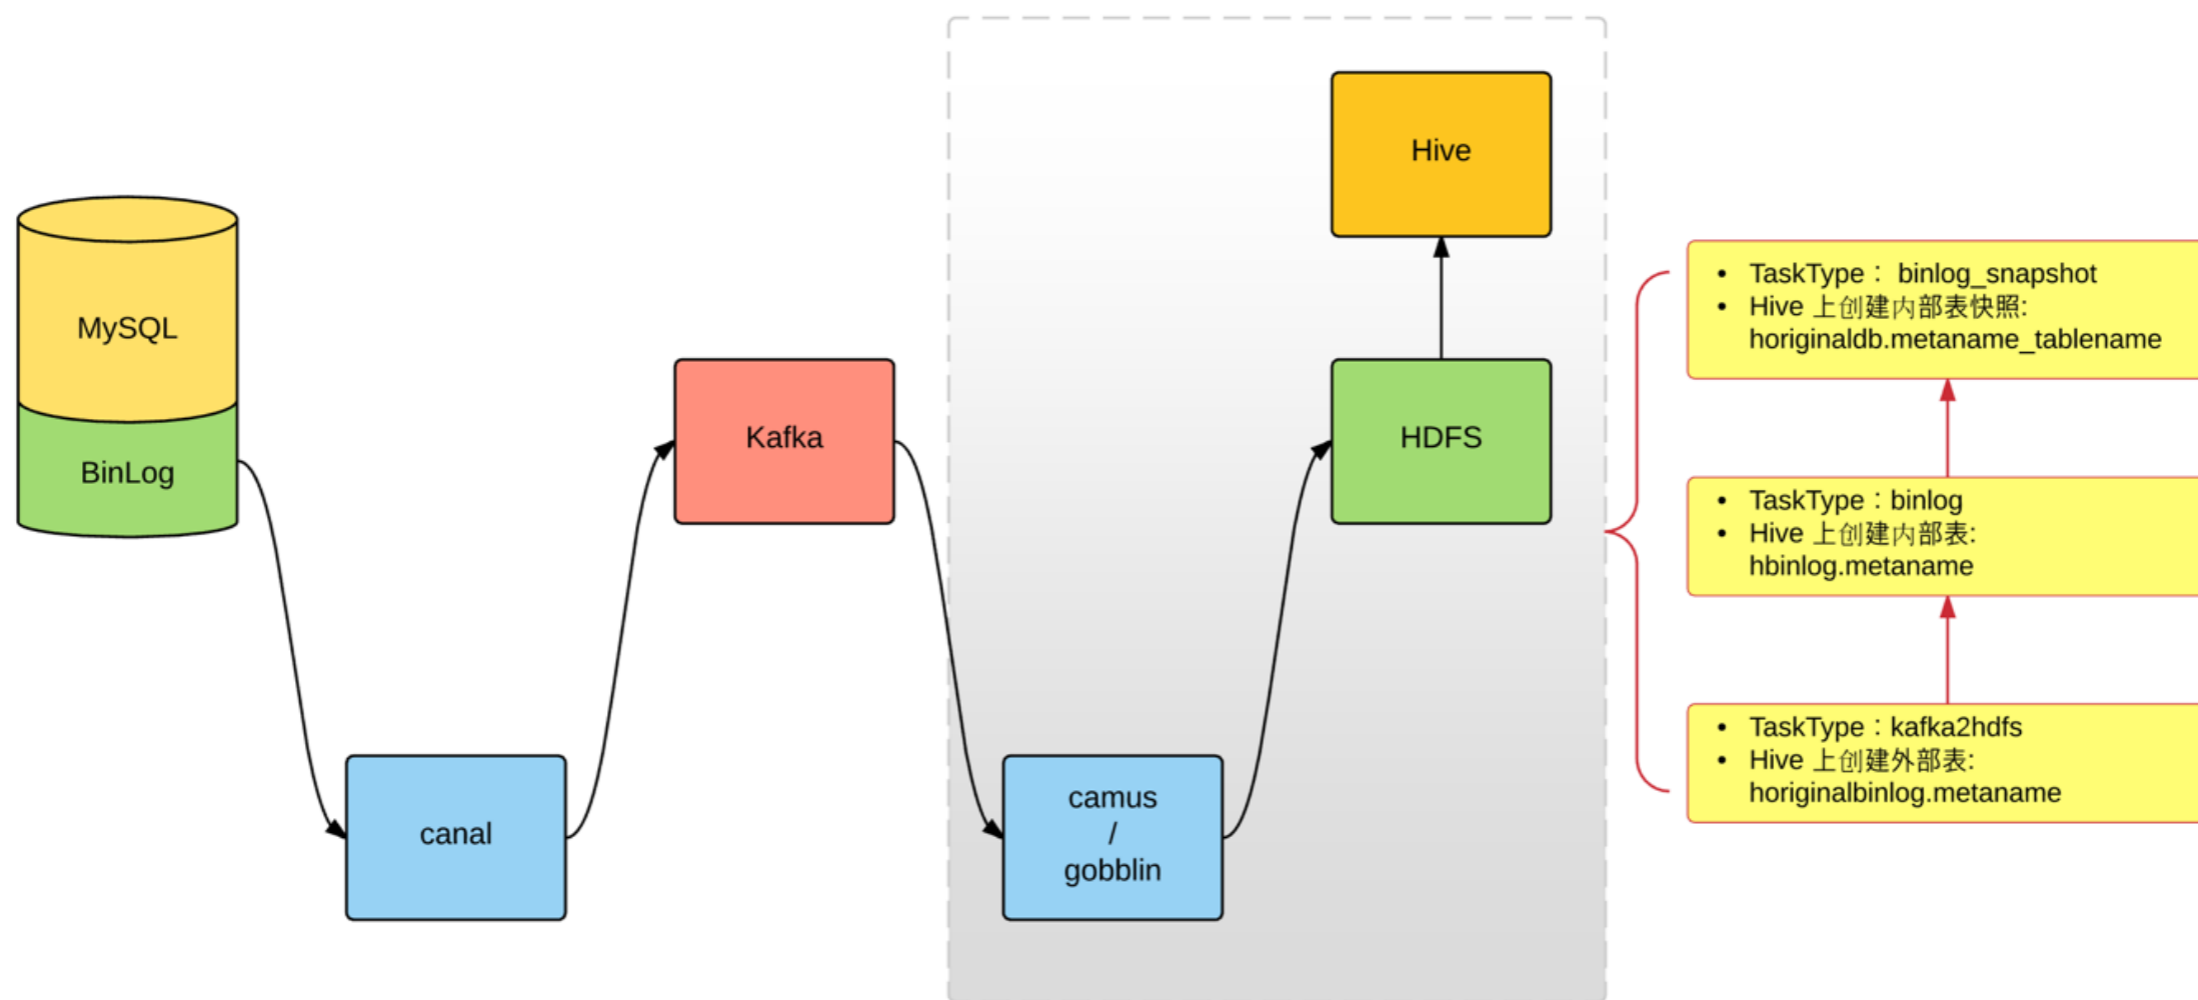 MySQL
BinLog
canal
Kafka
camus
/
gobblin
HDFS
Hive
• TaskType： binlog_snapshot
• Hive 上创建内部表快照:
horiginaldb.metaname_tablename
• TaskType：binlog
• Hive 上创建内部表:
hbinlog.metaname
• TaskType：kafka2hdfs
• Hive 上创建外部表:
horiginalbinlog.metaname